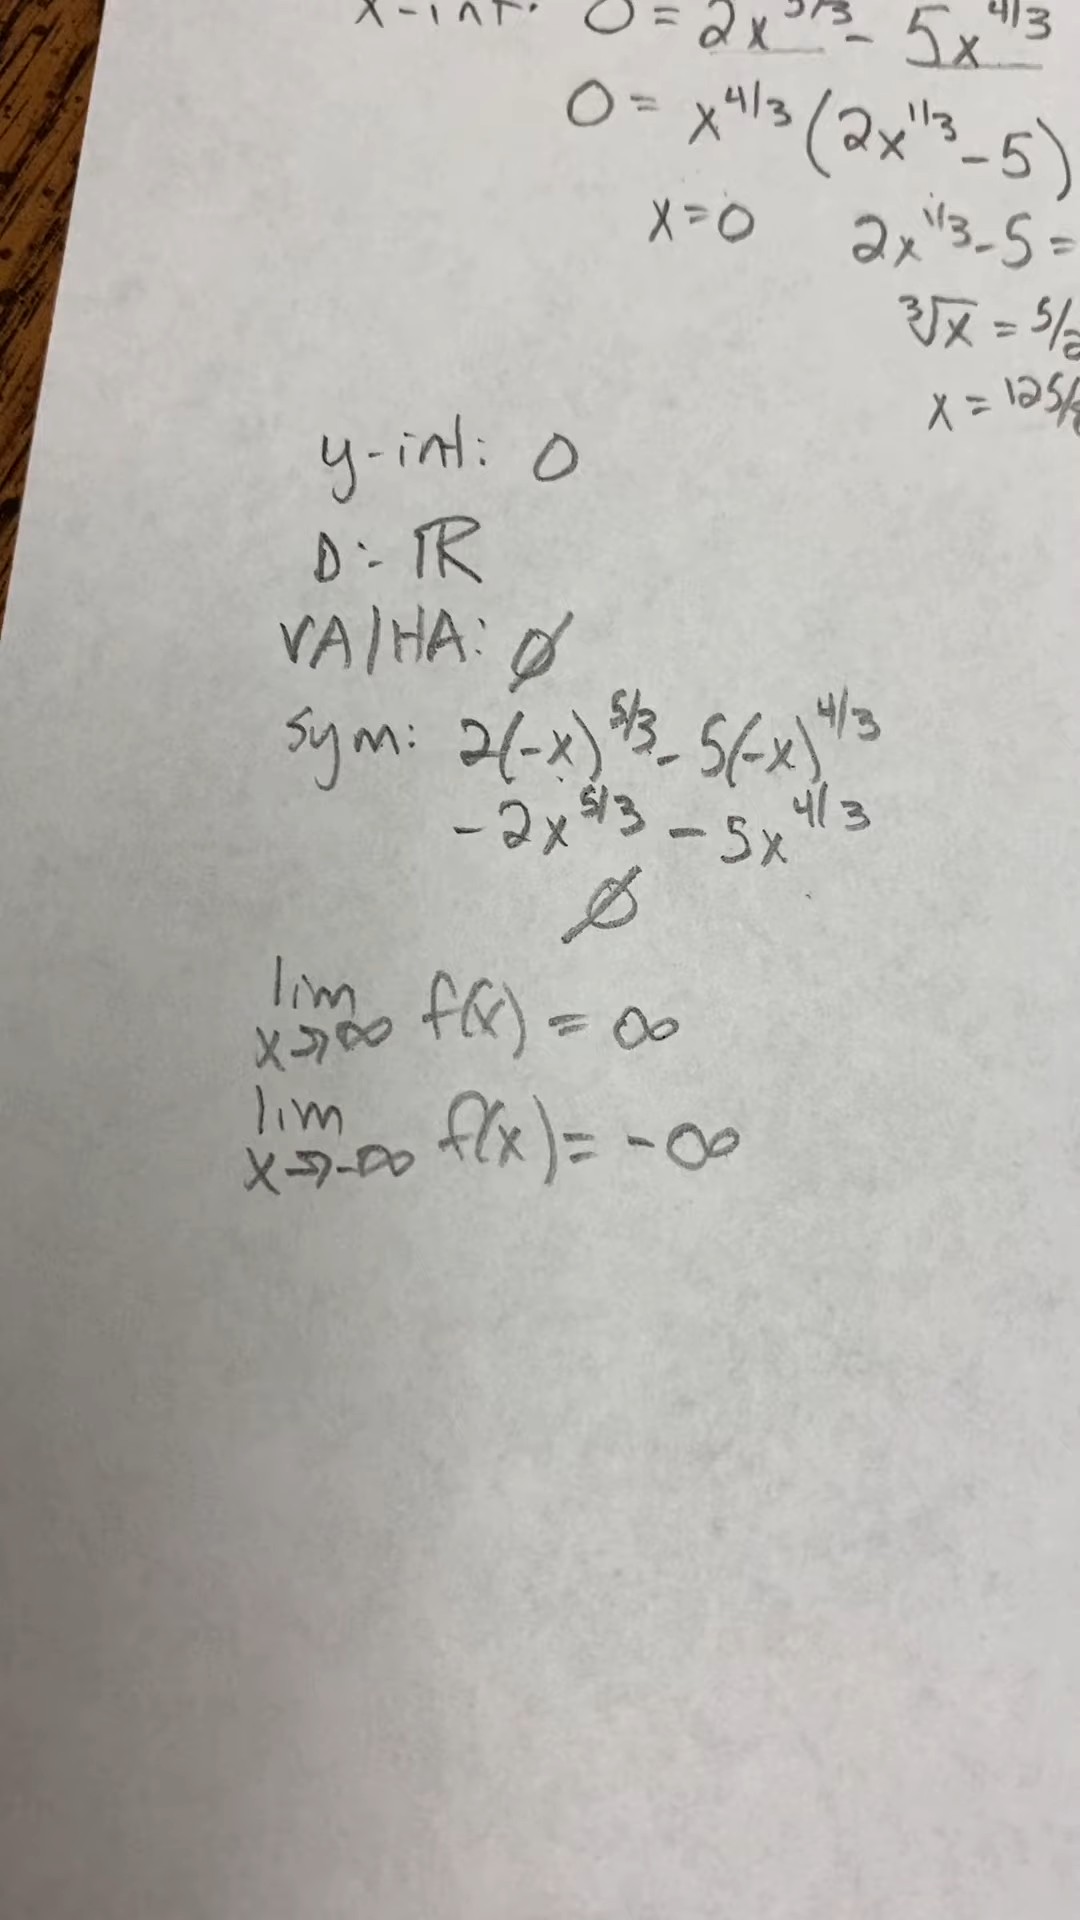 x-int: 0 = 2x^5/3 - 5x^4/3
0 = x^4/3 (2x^1/3 - 5)
x=0 2x^1/3 - 5 =
∛x = 5/2
x = 125/
y-int: 0
D: ℝ
VA/HA: ∅
Sym: 2(-x)^5/3 - 5(-x)^4/3
-2x^5/3 - 5x^4/3
∅
lim x→∞ f(x) = ∞
lim x→-∞ f(x) = -∞